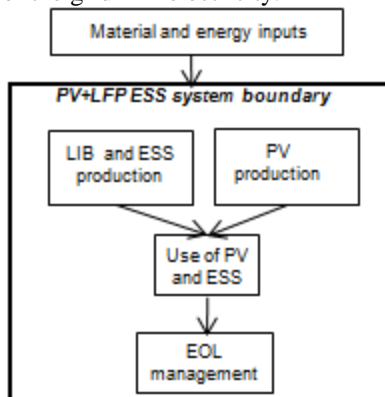 Material and energy inputs
PV+LFP ESS system boundary
LIB and ESS
production
PV
production
Use of PV
and ESS
EOL
management